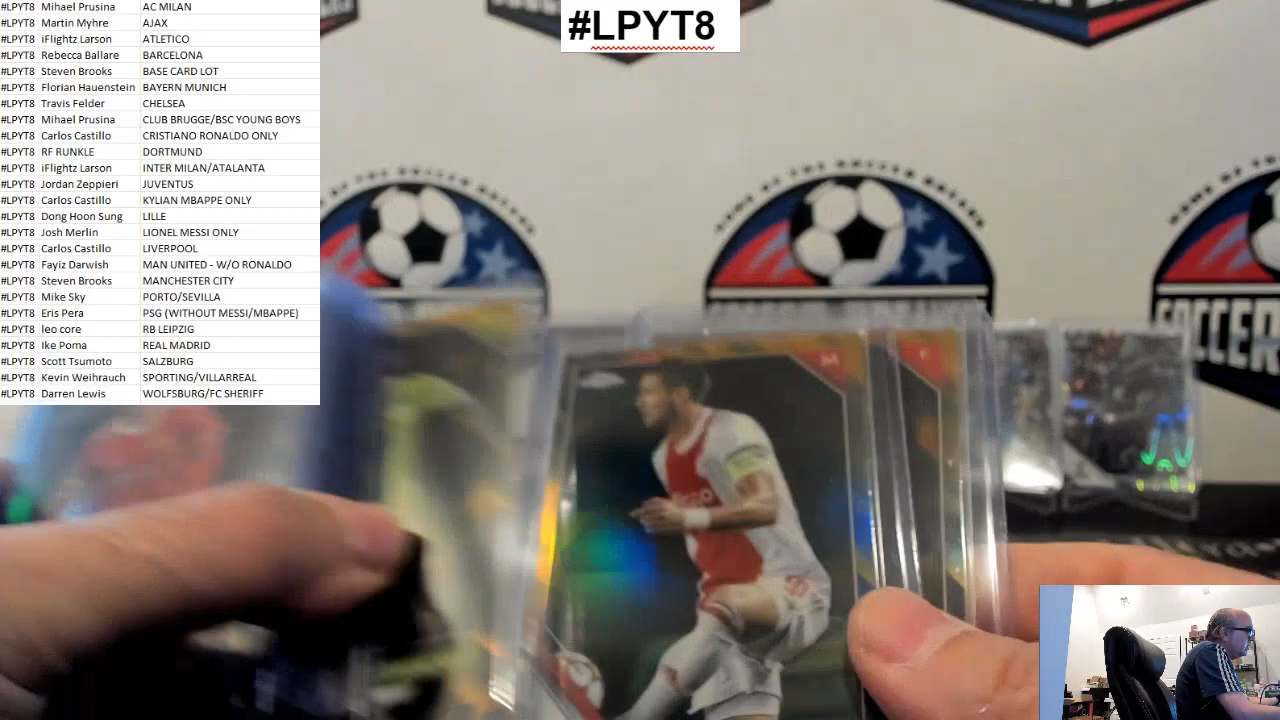 #LPYT8 Mihael Prusina AC MILAN
#LPYT8 Martin Myhre AJAX
#LPYT8 iFlightz Larson ATLETICO
#LPYT8 Rebecca Ballare BARCELONA
#LPYT8 Steven Brooks BASE CARD LOT
#LPYT8 Florian Hauenstein BAYERN MUNICH
#LPYT8 Travis Felder CHELSEA
#LPYT8 Mihael Prusina CLUB BRUGGE/BSC YOUNG BOYS
#LPYT8 Carlos Castillo CRISTIANO RONALDO ONLY
#LPYT8 RF RUNKLE DORTMUND
#LPYT8 iFlightz Larson INTER MILAN/ATALANTA
#LPYT8 Jordan Zeppieri JUVENTUS
#LPYT8 Carlos Castillo KYLIAN MBAPPE ONLY
#LPYT8 Dong Hoon Sung LILLE
#LPYT8 Josh Merlin LIONEL MESSI ONLY
#LPYT8 Carlos Castillo LIVERPOOL
#LPYT8 Fayiz Darwish MAN UNITED - W/O RONALDO
#LPYT8 Steven Brooks MANCHESTER CITY
#LPYT8 Mike Sky PORTO/SEVILLA
#LPYT8 Eris Pera PSG (WITHOUT MESSI/MBAPPE)
#LPYT8 leo core RB LEIPZIG
#LPYT8 Ike Poma REAL MADRID
#LPYT8 Scott Tsumoto SALZBURG
#LPYT8 Kevin Weihrauch SPORTING/VILLARREAL
#LPYT8 Darren Lewis WOLFSBURG/FC SHERIFF
#LPYT8
M
F